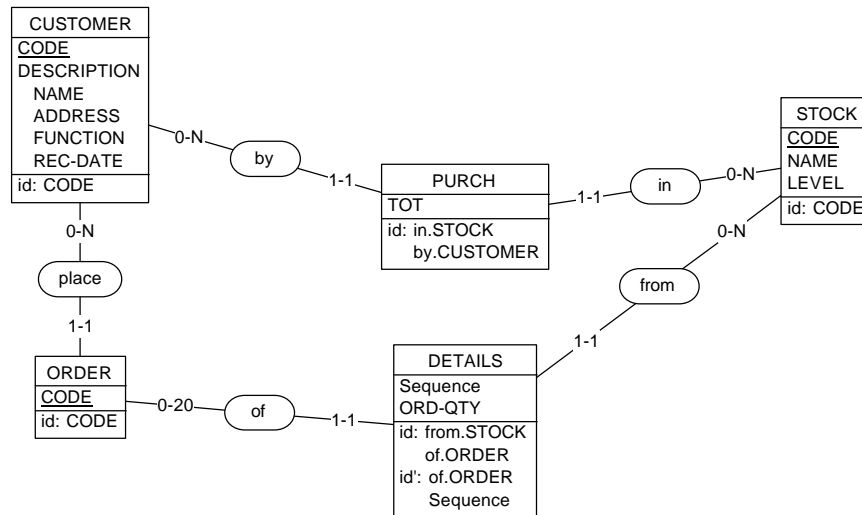 CUSTOMER
CODE
DESCRIPTION
NAME
ADDRESS
FUNCTION
REC-DATE
id: CODE
0-N
by
1-1
PURCH
TOT
id: in.STOCK
by.CUSTOMER
1-1
in
0-N
STOCK
CODE
NAME
LEVEL
id: CODE
0-N
place
1-1
0-N
from
1-1
ORDER
CODE
id: CODE
0-20
of
1-1
DETAILS
Sequence
ORD-QTY
id: from.STOCK
of.ORDER
id': of.ORDER
Sequence